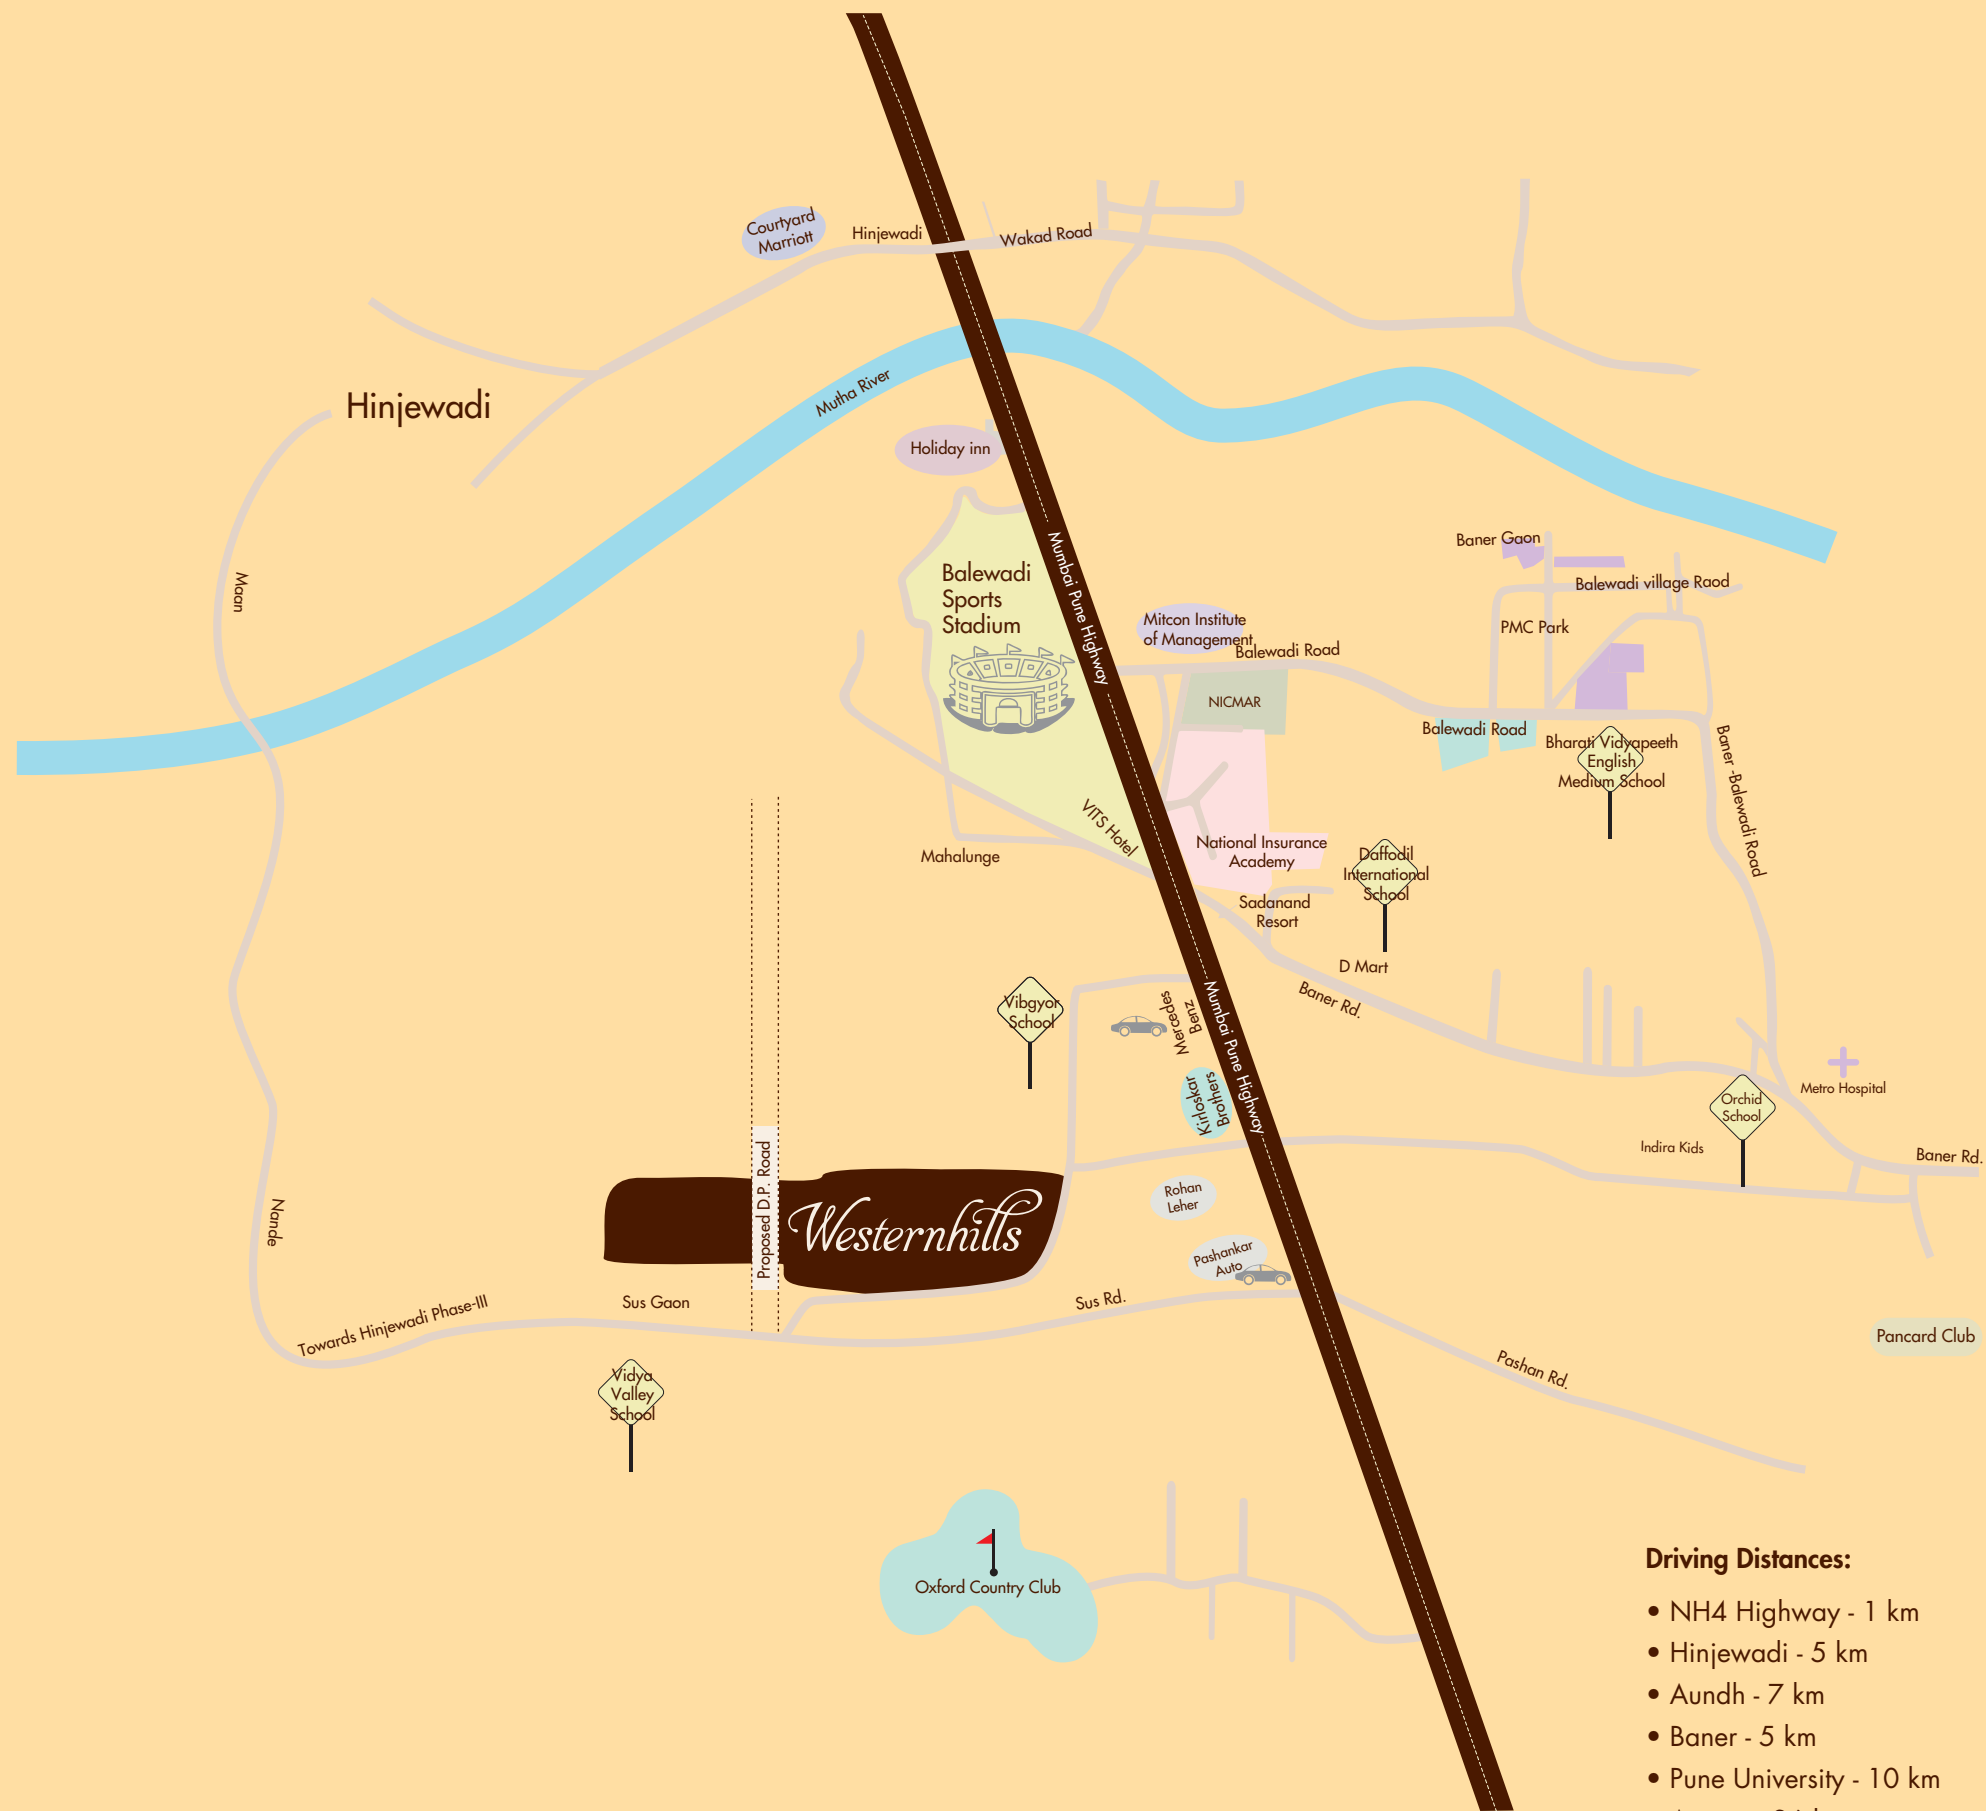 Courtyard
Marriott
Hinjewadi
Wakad Road
Hinjewadi
Mutha River
Holiday inn
Maan
Balewadi
Sports
Stadium
Mumbai Pune Highway
Mitcon Institute
of Management
Balewadi Road
NICMAR
Baner Gaon
Balewadi village Raod
PMC Park
Balewadi Road
Bharati Vidyapeeth
English
Medium School
Baner -Balewadi Road
VITS Hotel
Mahalunge
National Insurance
Academy
Daffodil
International
School
Sadanand
Resort
D Mart
Baner Rd.
Vibgyor
School
Mercedes
Benz
Mumbai Pune Highway
Kirloskar
Brothers
Metro Hospital
Orchid
School
Indira Kids
Baner Rd.
Rohan
Leher
Pashankar
Auto
Proposed D.P. Road
Westernhills
Nande
Towards Hinjewadi Phase-III
Sus Gaon
Sus Rd.
Pashan Rd.
Pancard Club
Vidya
Valley
School
Oxford Country Club
Driving Distances:
• NH4 Highway - 1 km
• Hinjewadi - 5 km
• Aundh - 7 km
• Baner - 5 km
• Pune University - 10 km